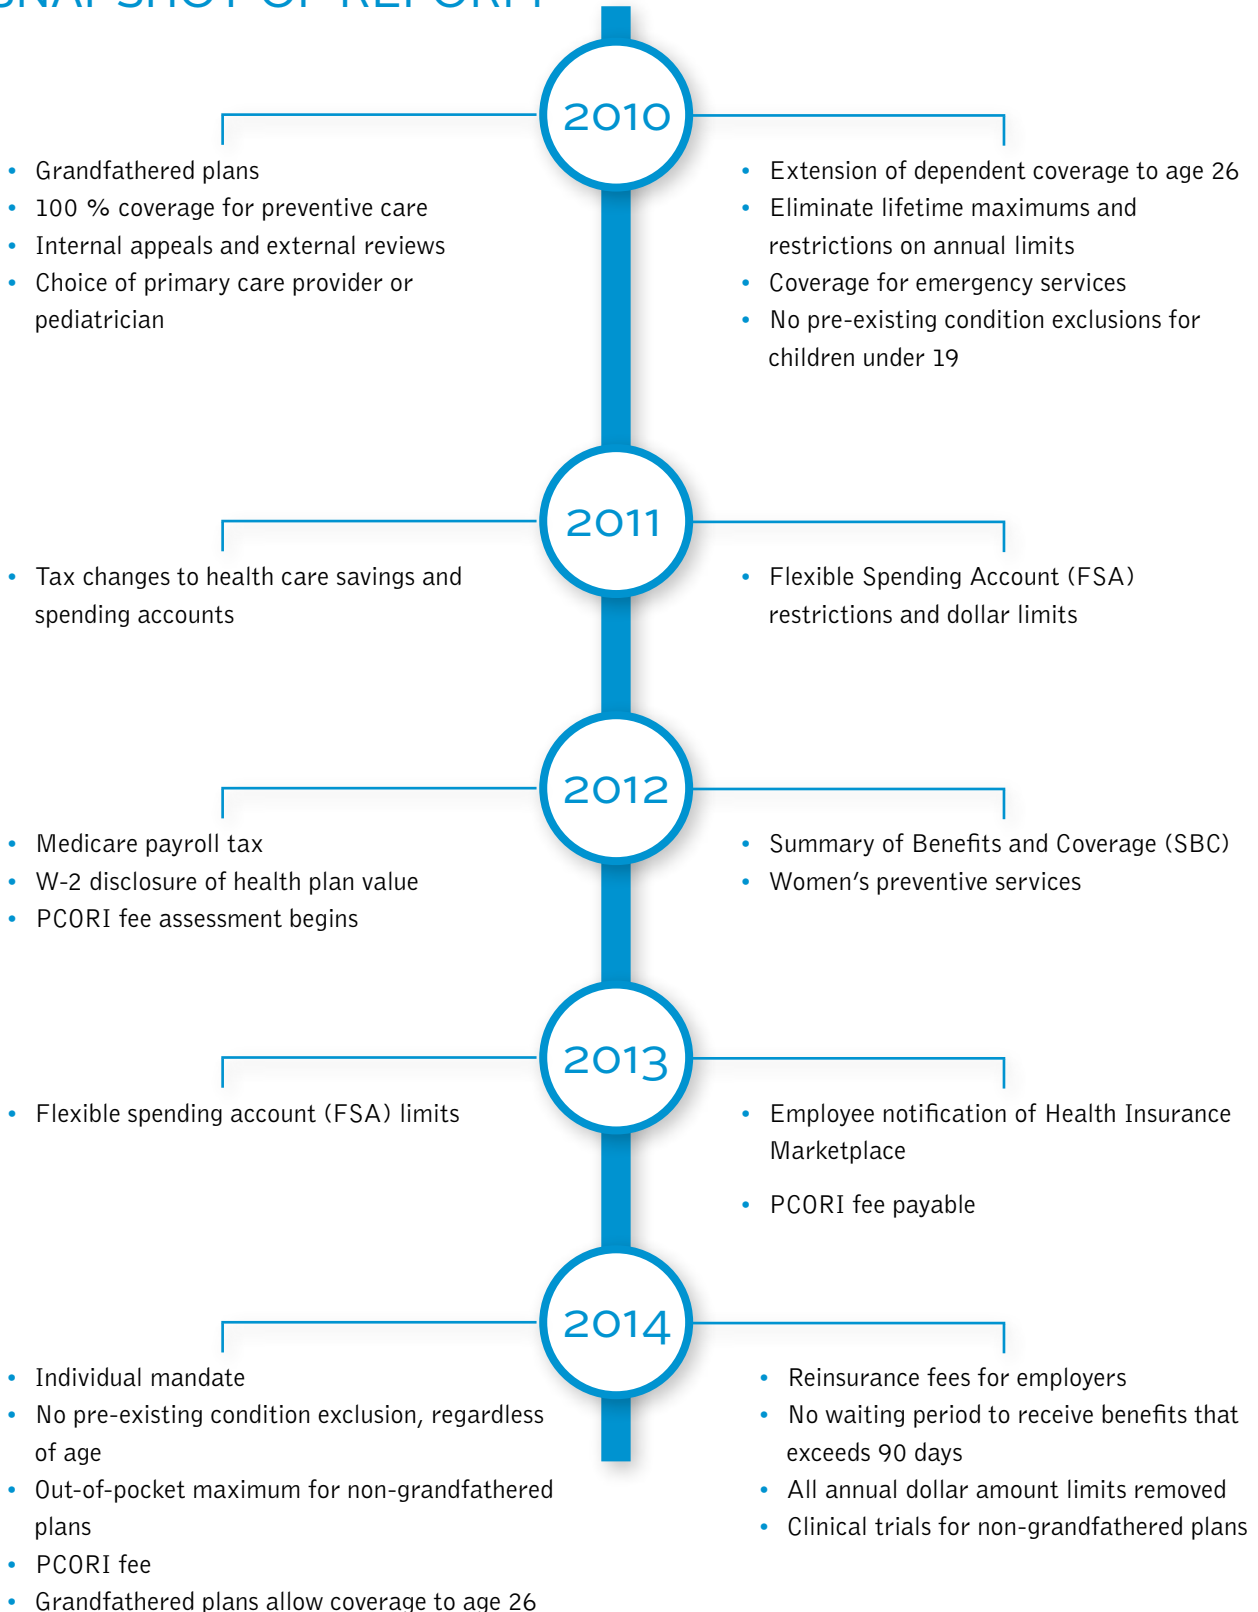 SNAPSHOT OF REFORM
2010
• Grandfathered plans
• 100 % coverage for preventive care
• Internal appeals and external reviews
• Choice of primary care provider or
pediatrician
• Extension of dependent coverage to age 26
• Eliminate lifetime maximums and
restrictions on annual limits
• Coverage for emergency services
• No pre-existing condition exclusions for
children under 19
2011
• Tax changes to health care savings and
spending accounts
• Flexible Spending Account (FSA)
restrictions and dollar limits
2012
• Medicare payroll tax
• W-2 disclosure of health plan value
• PCORI fee assessment begins
• Summary of Benefits and Coverage (SBC)
• Women's preventive services
2013
• Flexible spending account (FSA) limits
• Employee notification of Health Insurance
Marketplace
• PCORI fee payable
2014
• Individual mandate
• No pre-existing condition exclusion, regardless
of age
• Out-of-pocket maximum for non-grandfathered
plans
• PCORI fee
• Grandfathered plans allow coverage to age 26
• Reinsurance fees for employers
• No waiting period to receive benefits that
exceeds 90 days
• All annual dollar amount limits removed
• Clinical trials for non-grandfathered plans